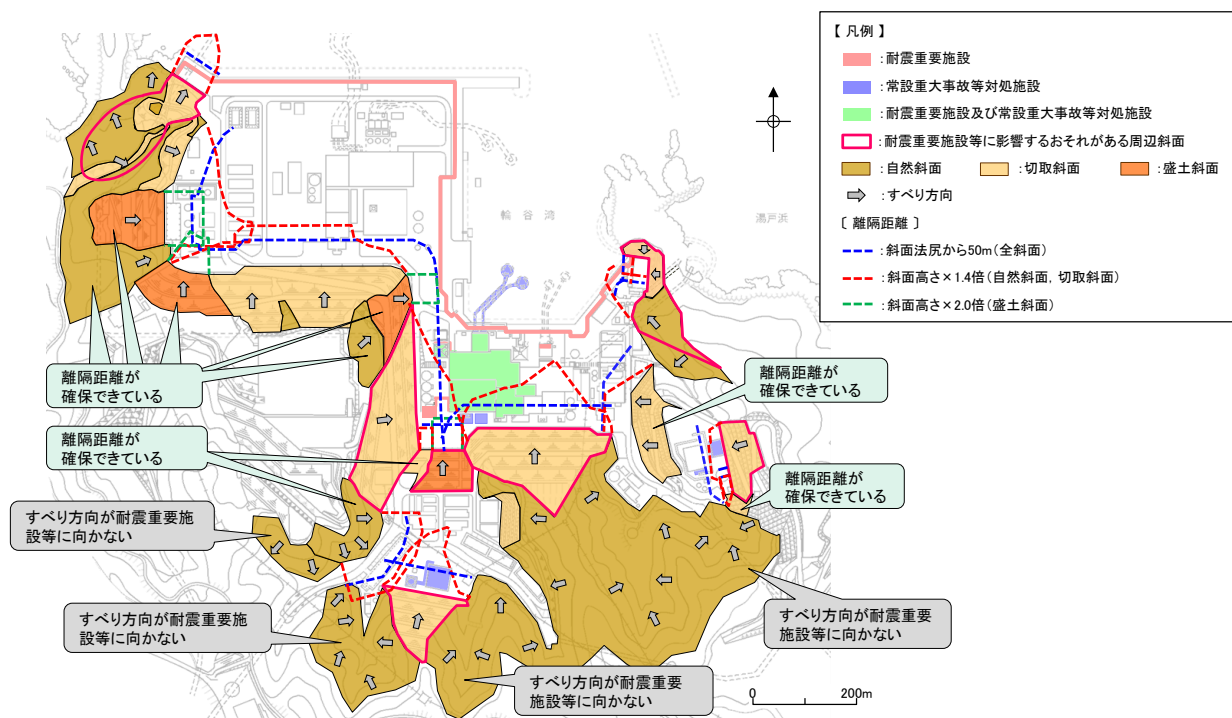 【 凡例 】
:耐震重要施設
:常設重大事故等対処施設
:耐震重要施設及び常設重大事故等対処施設
:耐震重要施設等に影響するおそれがある周辺斜面
:自然斜面 :切取斜面 :盛土斜面
:すべり方向
〔 離隔距離 〕
:斜面法尻から50m(全斜面)
:斜面高さ×1.4倍(自然斜面, 切取斜面)
:斜面高さ×2.0倍(盛土斜面)
輪谷湾
湯戸浜
離隔距離が
確保できている
離隔距離が
確保できている
離隔距離が
確保できている
離隔距離が
確保できている
すべり方向が耐震重要施
設等に向かない
すべり方向が耐震重要施
設等に向かない
すべり方向が耐震重要
施設等に向かない
すべり方向が耐震重要
施設等に向かない
0 200m